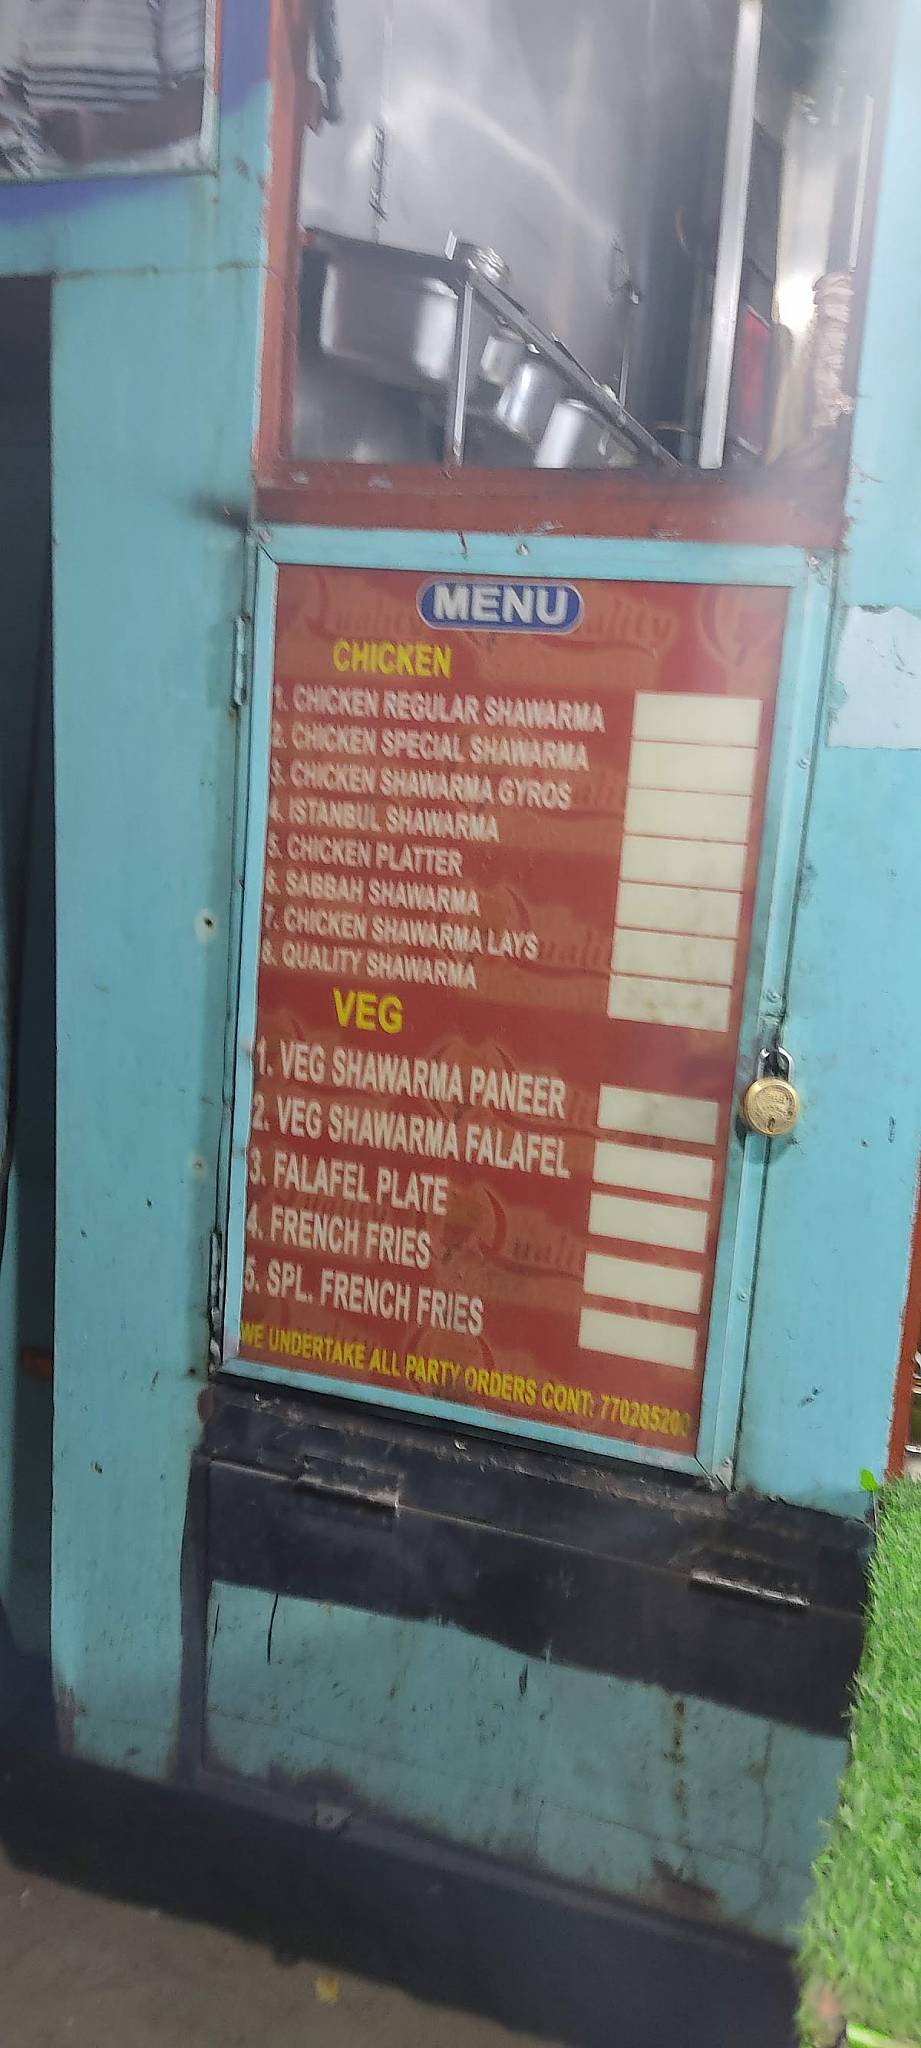 MENU
CHICKEN
1. CHICKEN REGULAR SHAWARMA
2. CHICKEN SPECIAL SHAWARMA
3. CHICKEN SHAWARMA GYROS
4. ISTANBUL SHAWARMA
5. CHICKEN PLATTER
6. SABBAH SHAWARMA
7. CHICKEN SHAWARMA LAYS
8. QUALITY SHAWARMA
VEG
1. VEG SHAWARMA PANEER
2. VEG SHAWARMA FALAFEL
3. FALAFEL PLATE
4. FRENCH FRIES
5. SPL. FRENCH FRIES
WE UNDERTAKE ALL PARTY ORDERS CONT: